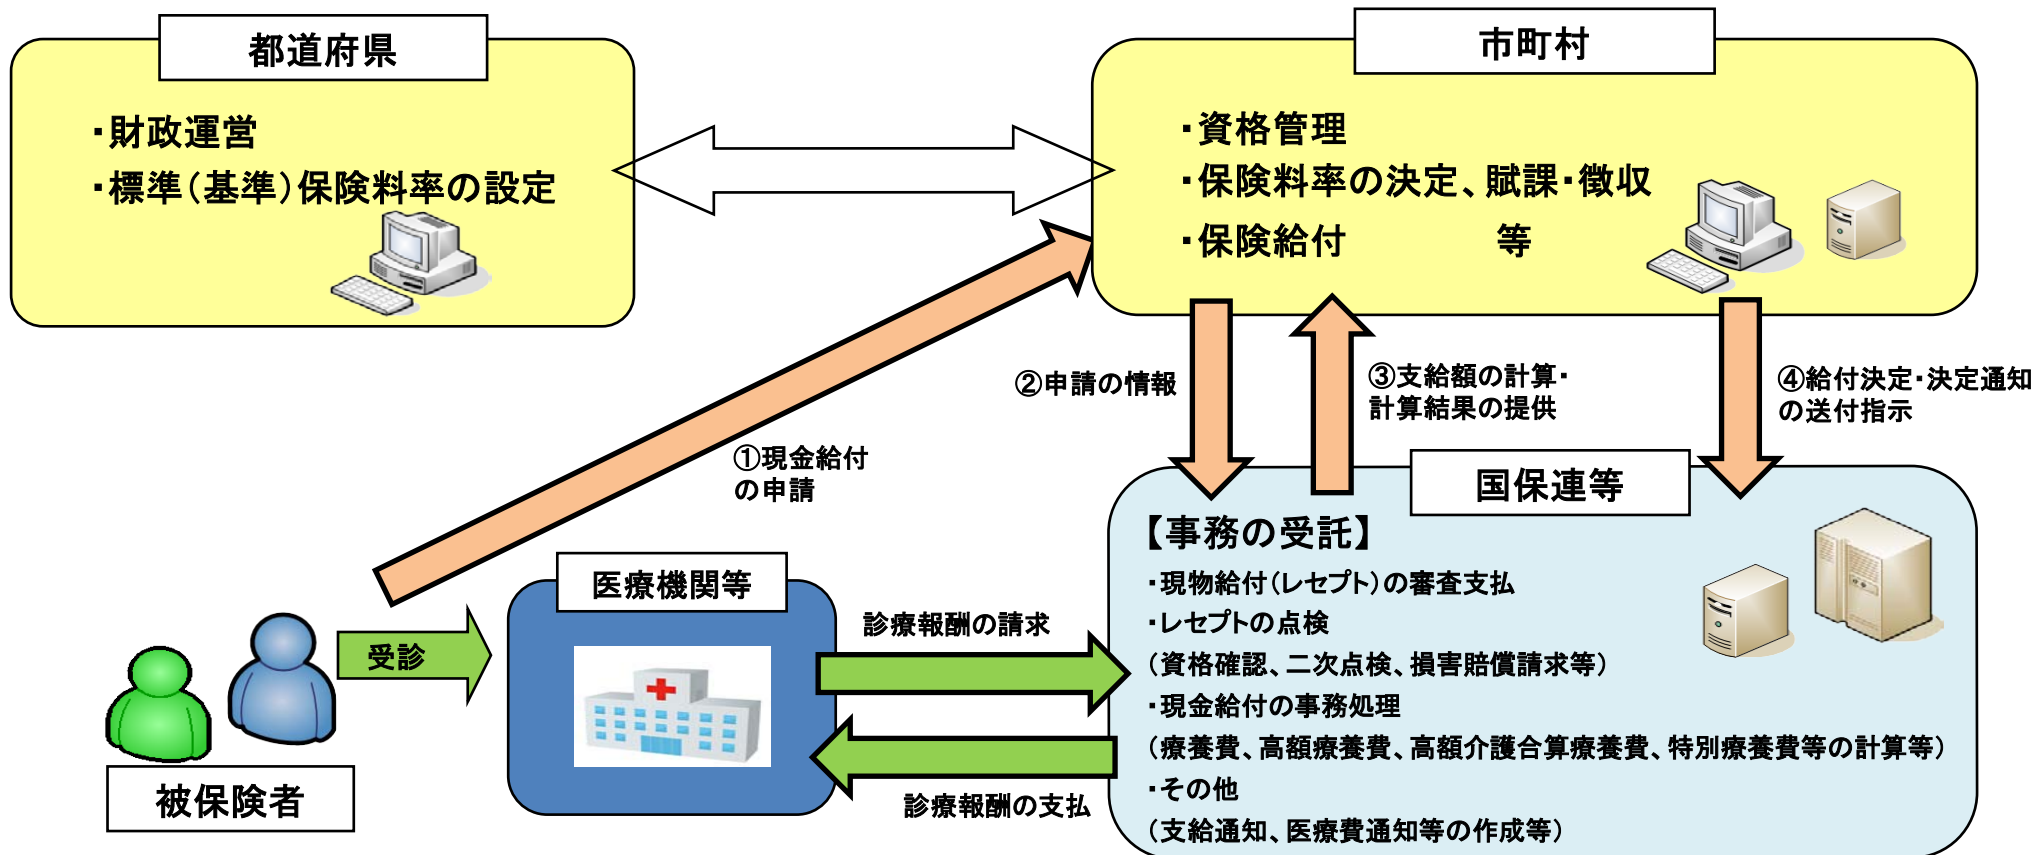 都道府県
・財政運営
・標準（基準）保険料率の設定
市町村
・資格管理
・保険料率の決定、賦課・徴収
・保険給付　　　　等
②申請の情報
③支給額の計算・
計算結果の提供
④給付決定・決定通知
の送付指示
①現金給付
の申請
国保連等
【事務の受託】
・現物給付（レセプト）の審査支払
・レセプトの点検
（資格確認、二次点検、損害賠償請求等）
・現金給付の事務処理
（療養費、高額療養費、高額介護合算療養費、特別療養費等の計算等）
・その他
（支給通知、医療費通知等の作成等）
医療機関等
受診
診療報酬の請求
診療報酬の支払
被保険者